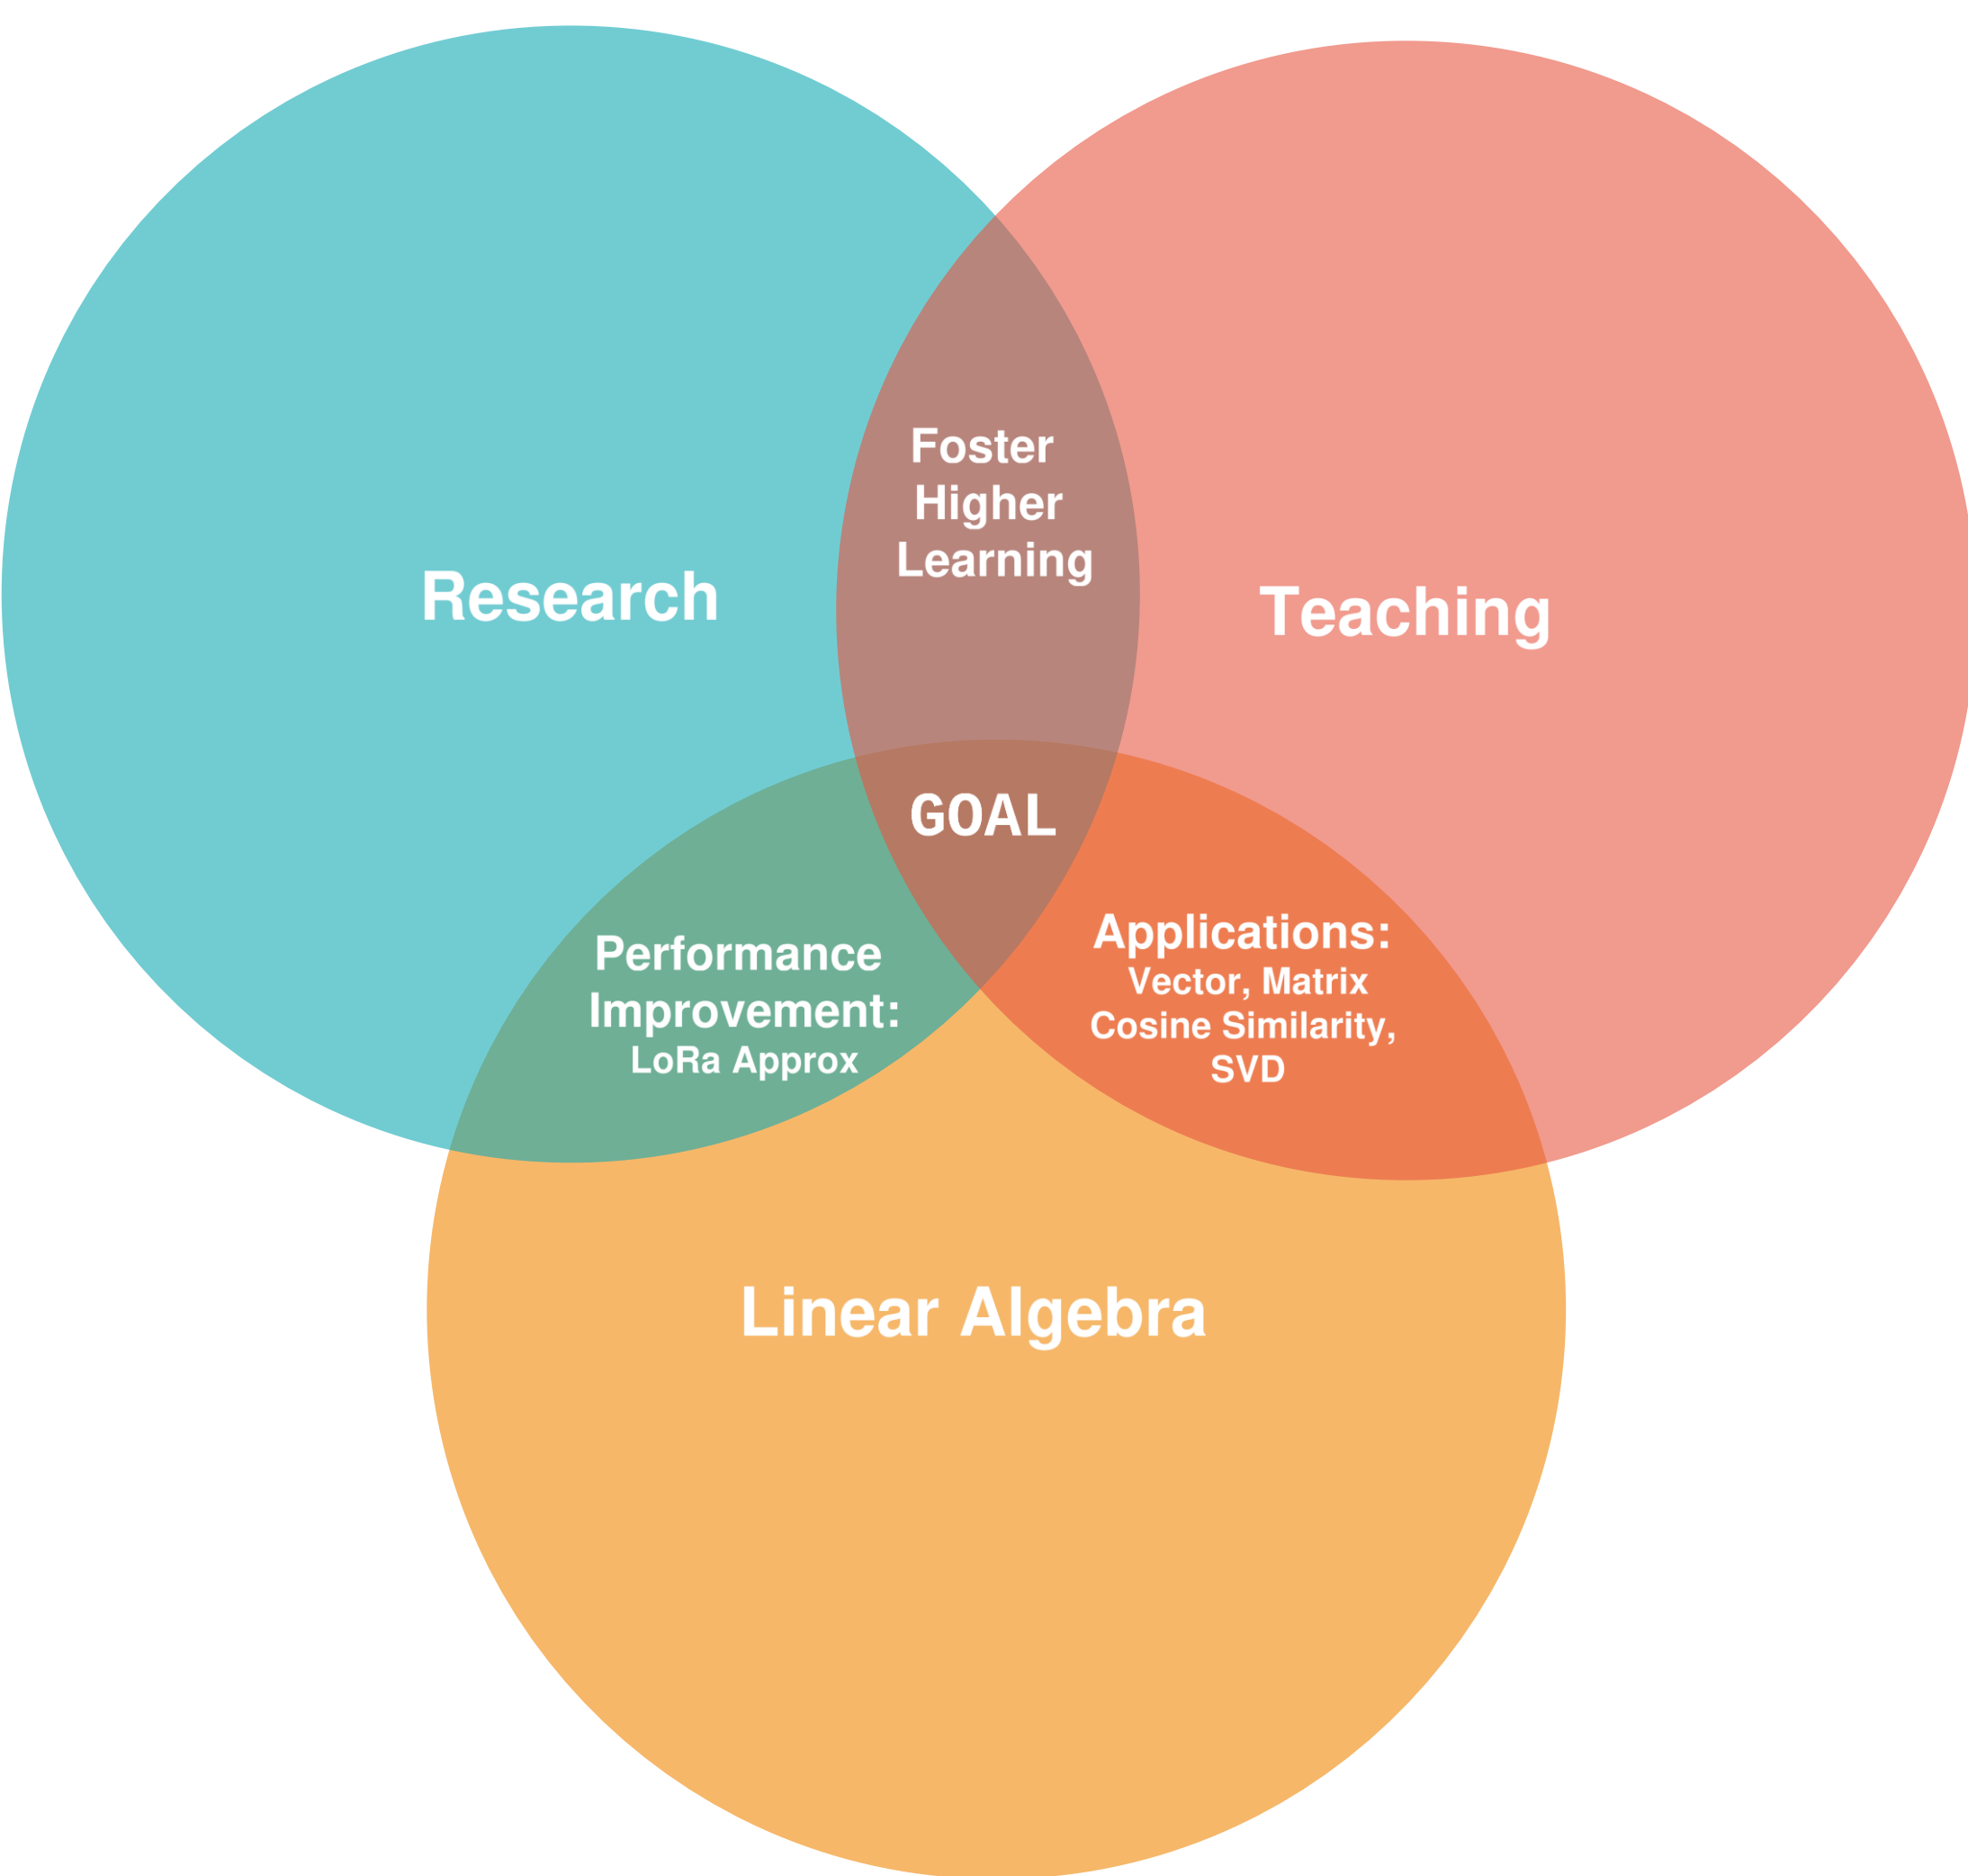 Foster
Higher
Learning
Research
Teaching
GOAL
Performance
Improvement:
LoRa Approx
Applications:
Vector, Matrix
Cosine Similarity,
SVD
Linear Algebra